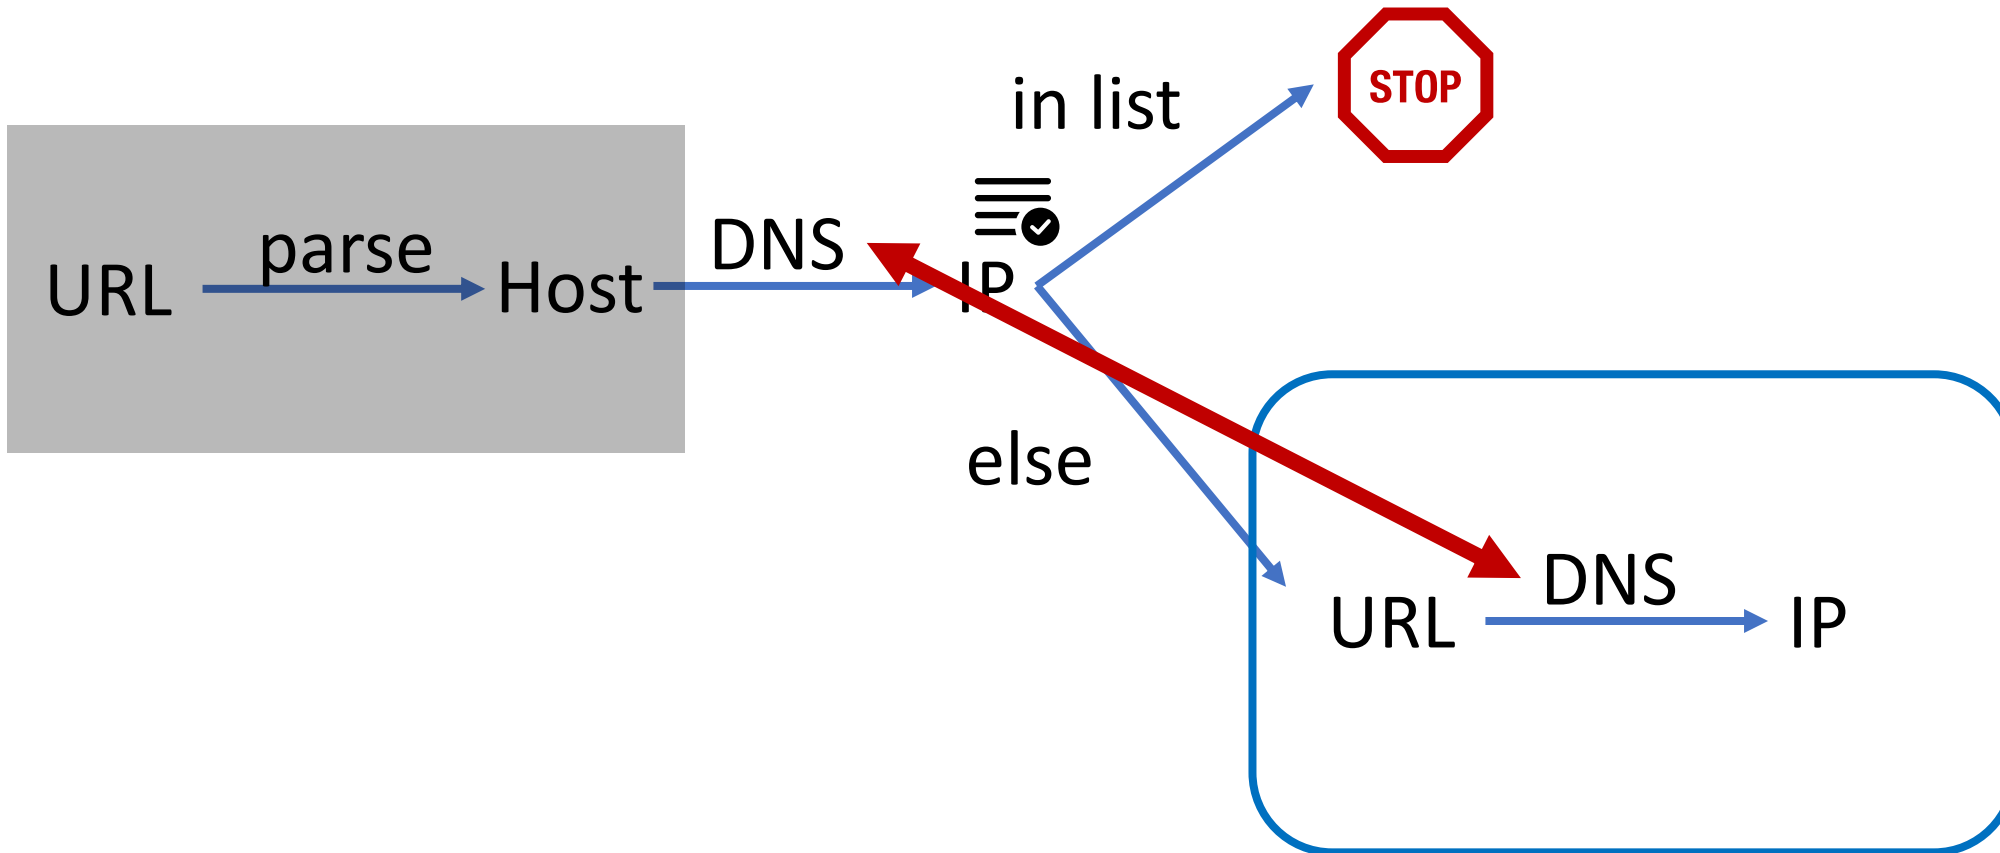 STOP
in list
parse
DNS
URL
Host
IP
else
DNS
URL
IP